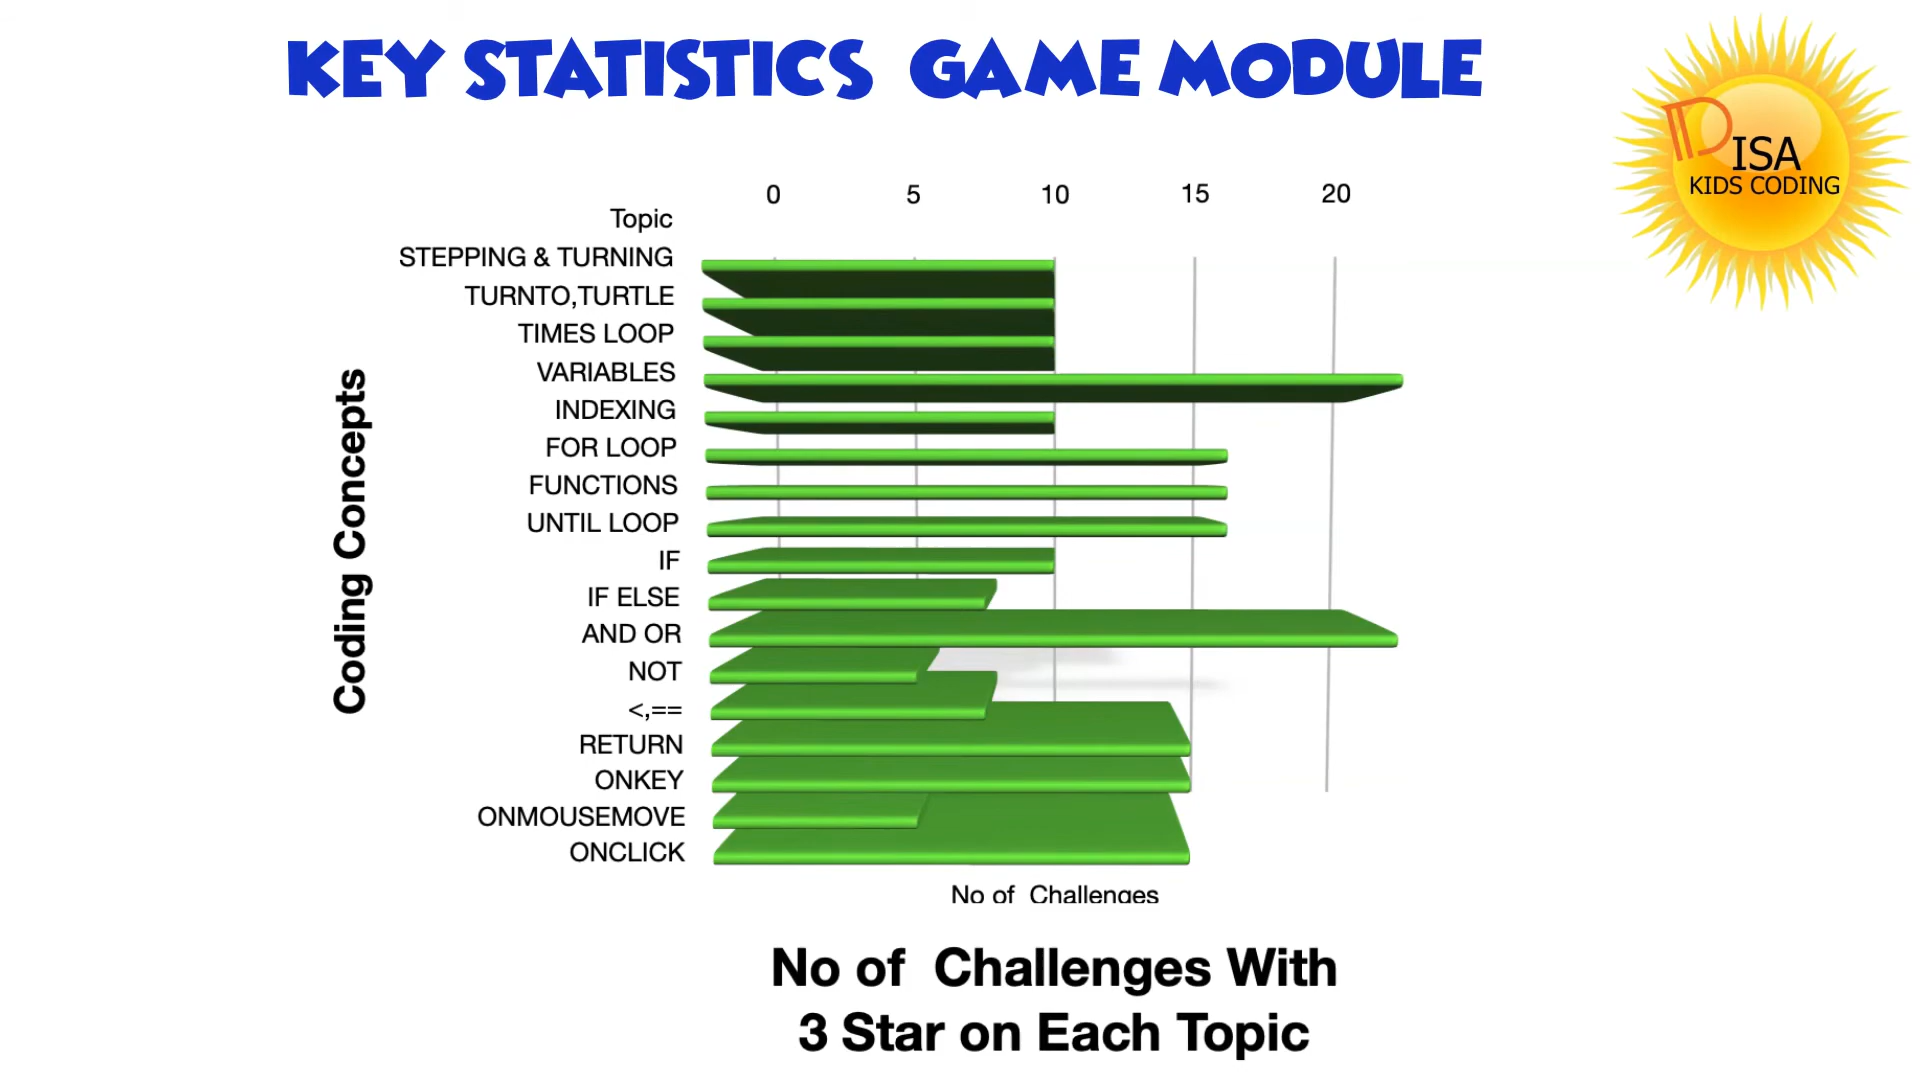 KEY STATISTICS GAME MODULE
DISA
KIDS CODING
0 5 10 15 20
Topic
STEPPING & TURNING
TURNTO,TURTLE
TIMES LOOP
VARIABLES
INDEXING
FOR LOOP
FUNCTIONS
UNTIL LOOP
IF
IF ELSE
AND OR
NOT
<,==
RETURN
ONKEY
ONMOUSEMOVE
ONCLICK
Coding Concepts
No of Challenges
No of Challenges With
3 Star on Each Topic